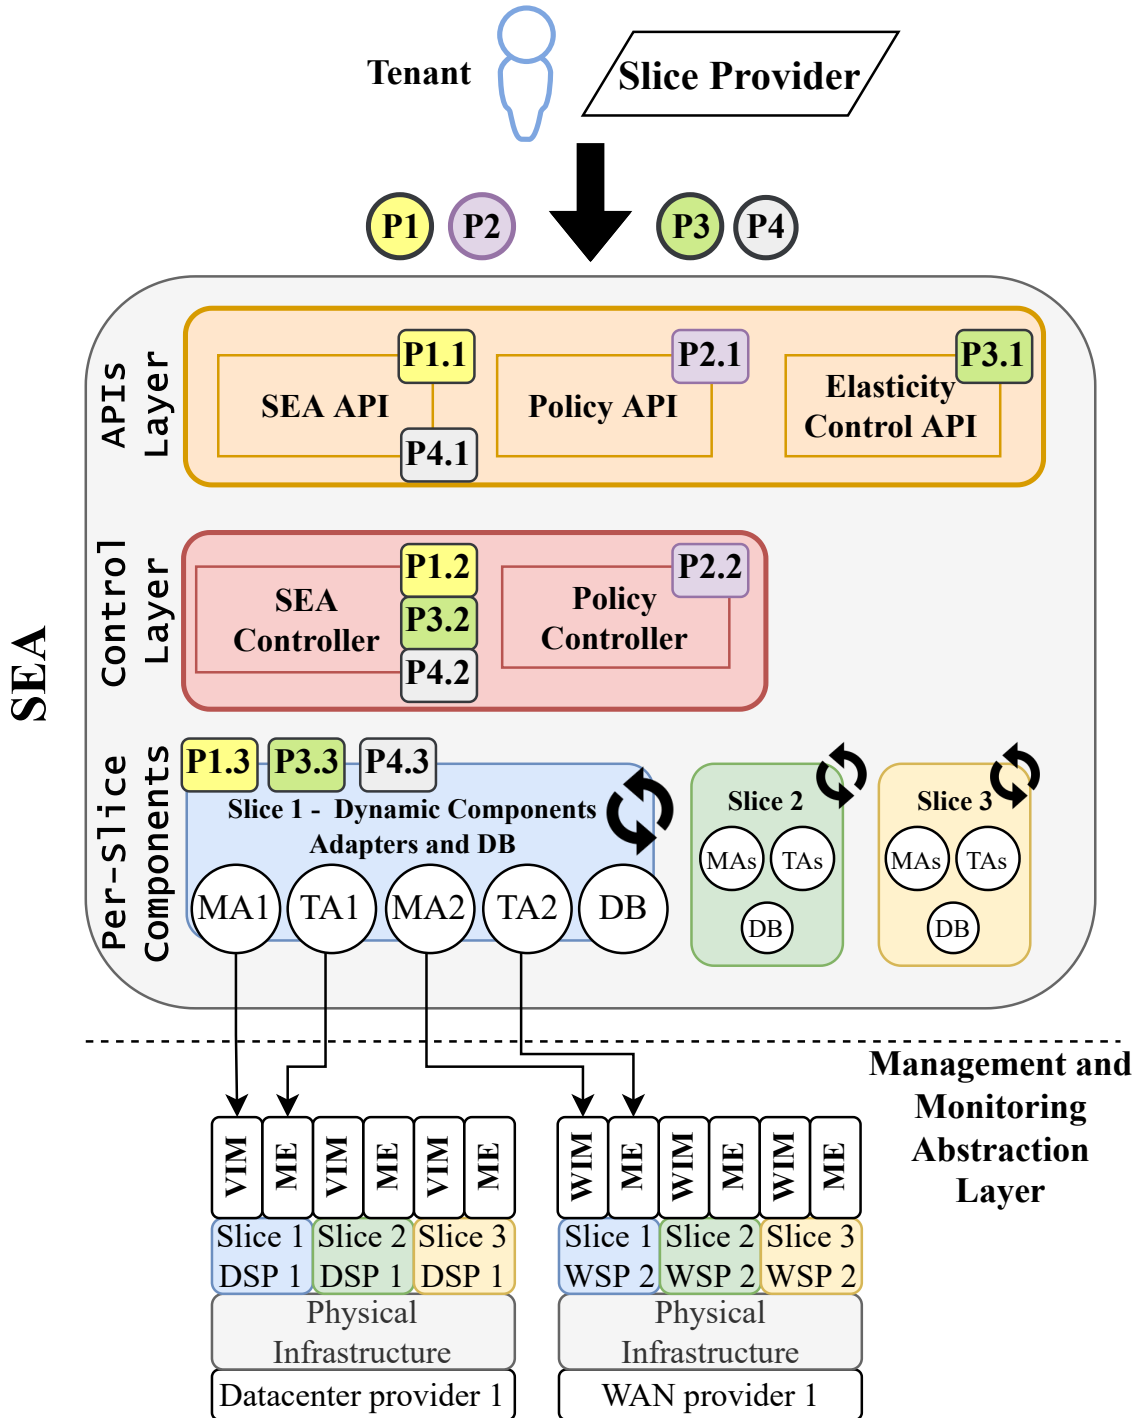 Tenant
Slice Provider
P1
P2
P3
P4
SEA
APIs
Layer
P1.1
SEA API
P4.1
P2.1
Policy API
P3.1
Elasticity
Control API
Control
Layer
P1.2
SEA
Controller
P3.2
P4.2
P2.2
Policy
Controller
Per-Slice
Components
P1.3
P3.3
P4.3
Slice 1 - Dynamic Components
Adapters and DB
MA1
TA1
MA2
TA2
DB
Slice 2
MAs
TAs
DB
Slice 3
MAs
TAs
DB
Management and
Monitoring
Abstraction
Layer
VIM
ME
VIM
ME
VIM
ME
Slice 1
DSP 1
Slice 2
DSP 1
Slice 3
DSP 1
Physical
Infrastructure
Datacenter provider 1
WIM
ME
WIM
ME
WIM
ME
Slice 1
WSP 2
Slice 2
WSP 2
Slice 3
WSP 2
Physical
Infrastructure
WAN provider 1